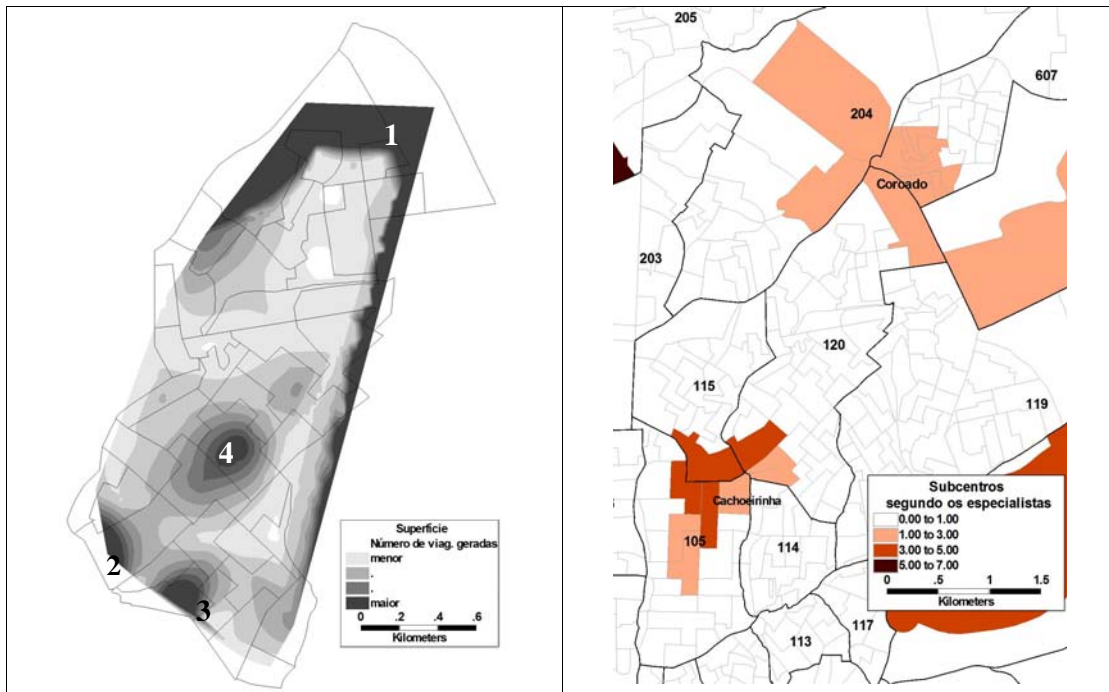 1
4
2
3
Superfície
Número de viag. geradas
menor
.
.
maior
0 .2 .4 .6
Kilometers
205
607
204
Coroado
203
120
115
119
Cachoeirinha
105
114
113
117
Subcentros
segundo os especialistas
0.00 to 1.00
1.00 to 3.00
3.00 to 5.00
5.00 to 7.00
0 .5 1 1.5
Kilometers